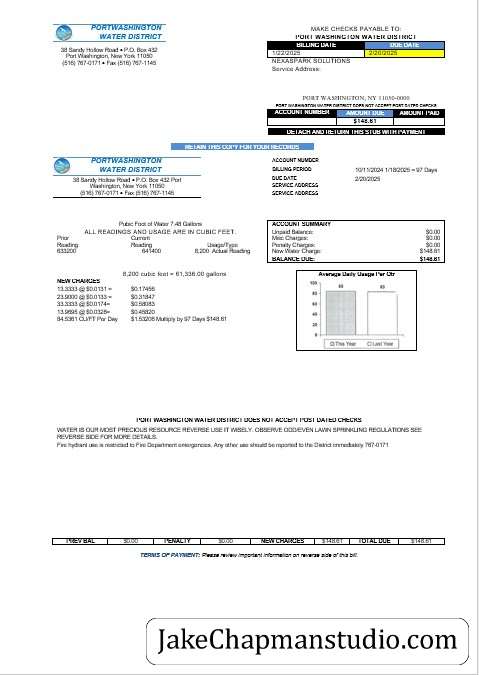 PORTWASHINGTON
WATER DISTRICT
38 Sandy Hollow Road • P.O. Box 432
Port Washington, New York 11050
(516) 767-0171 • Fax (516) 767-1145
MAKE CHECKS PAYABLE TO:
PORT WASHINGTON WATER DISTRICT
BILLING DATE DUE DATE
1/22/2025 2/20/2025
NEXASPARK SOLUTIONS
Service Address:
PORT WASHINGTON, NY 11050-0000
PORT WASHINGTON WATER DISTRICT DOES NOT ACCEPT POST DATED CHECKS
ACCOUNT NUMBER AMOUNT DUE AMOUNT PAID
$148.61
DETACH AND RETURN THIS STUB WITH PAYMENT
RETAIN THIS COPY FOR YOUR RECORDS
PORTWASHINGTON
WATER DISTRICT
38 Sandy Hollow Road • P.O. Box 432 Port
Washington, New York 11050
(516) 767-0171 • Fax (516) 767-1145
ACCOUNT NUMBER
BILLING PERIOD 10/11/2024 1/18/2025 = 97 Days
DUE DATE 2/20/2025
SERVICE ADDRESS
SERVICE ADDRESS
Cubic Foot of Water 7.48 Gallons
ALL READINGS AND USAGE ARE IN CUBIC FEET:
Prior Current
Reading: Reading Usage/Type:
633200 641400 8,200 Actual Reading
ACCOUNT SUMMARY
Unpaid Balance: $0.00
Misc Charges: $0.00
Penalty Charges: $0.00
New Water Charge: $148.61
BALANCE DUE: $148.61
8,200 cubic foot = 61,336.00 gallons
NEW CHARGES
13.3333 @ $0.0131 = $0.17456
23.9000 @ $0.0133 = $0.31847
33.3333 @ $0.0174 = $0.58083
13.9695 @ $0.0328 = $0.45820
84.5361 CU/FT Per Day $1.53206 Multiply by 97 Days $148.61
Average Daily Usage Per Qtr
100
80
60
40
20
0
This Year Last Year
PORT WASHINGTON WATER DISTRICT DOES NOT ACCEPT POST DATED CHECKS
WATER IS OUR MOST PRECIOUS RESOURCE REVERSE USE IT WISELY. OBSERVE ODD/EVEN LAWN SPRINKLING REGULATIONS SEE
REVERSE SIDE FOR MORE DETAILS.
Fire hydrant use is restricted to Fire Department emergencies. Any other use should be reported to the District immediately 767-0171
PREV BAL $0.00 PENALTY $0.00 NEW CHARGES $148.61 TOTAL DUE $148.61
TERMS OF PAYMENT: Please review important information on reverse side of this bill.
JakeChapmanstudio.com